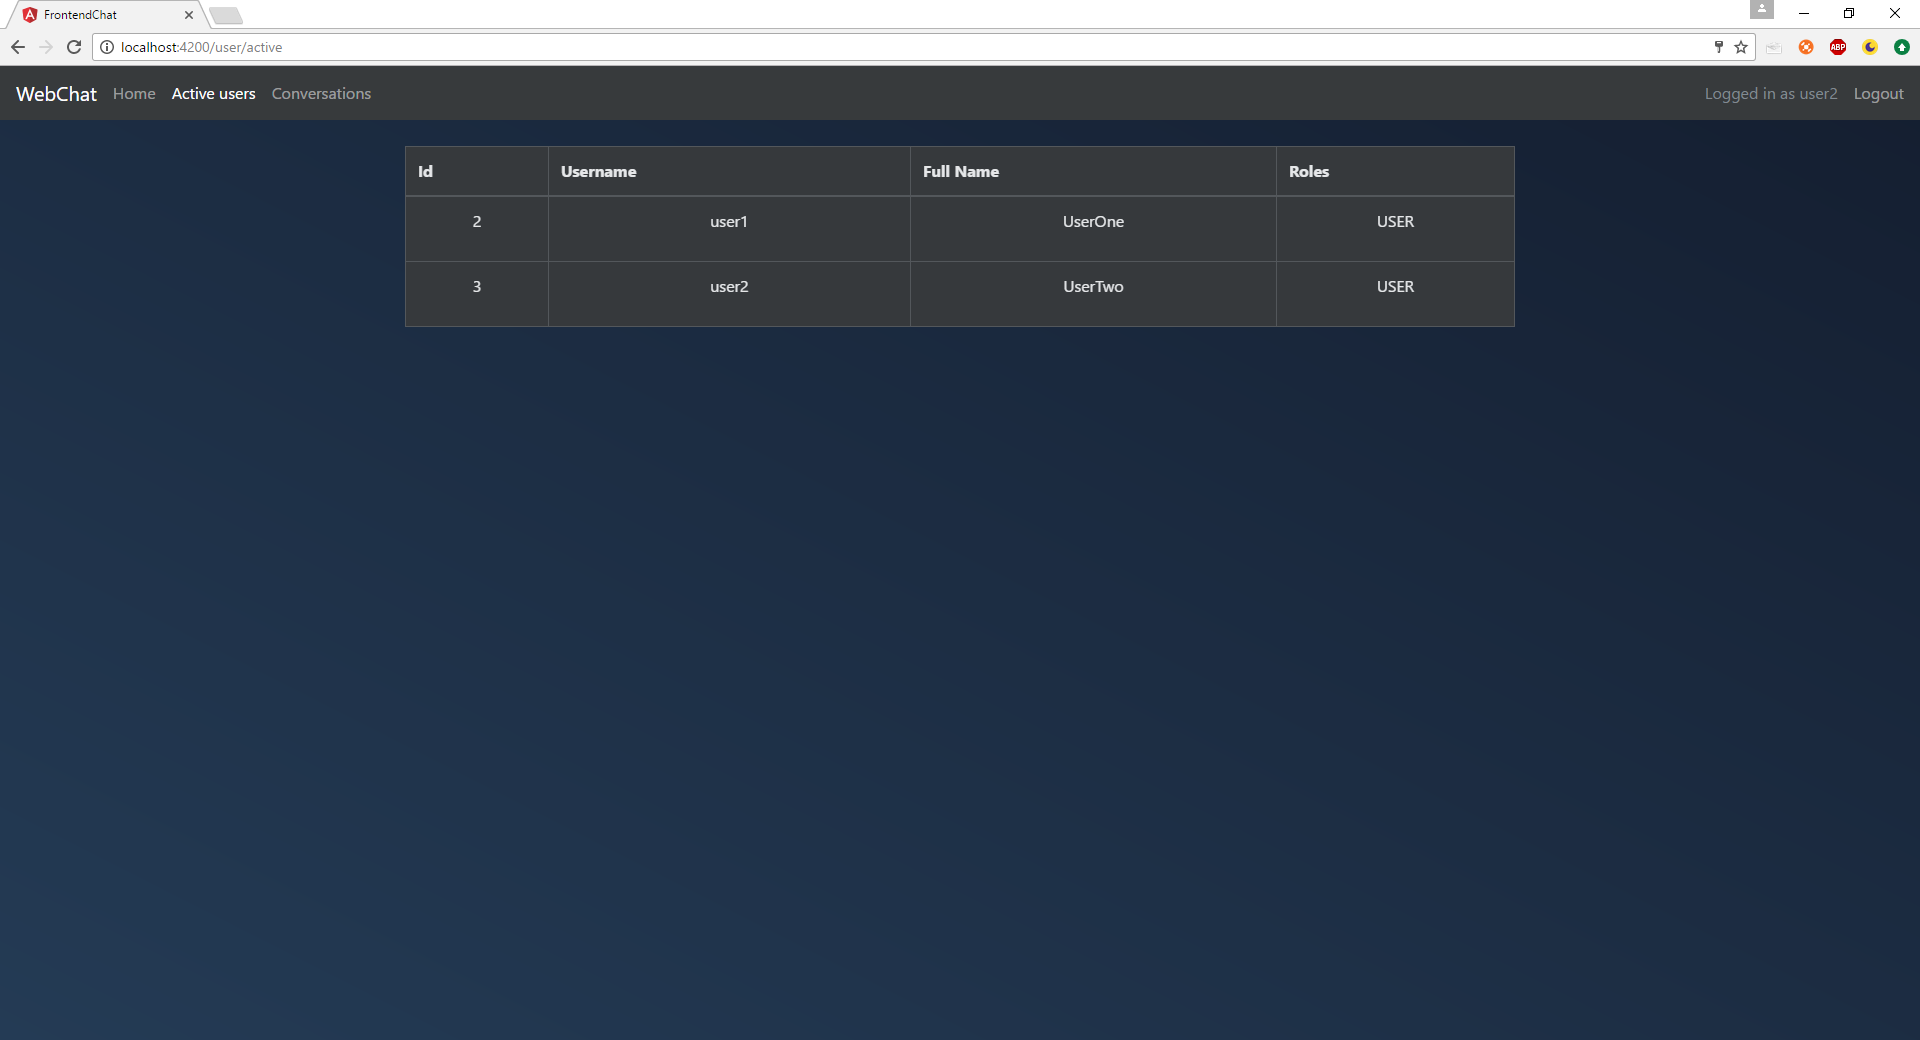 FrontendChat
localhost:4200/user/active
ABP
WebChat Home Active users Conversations Logged in as user2 Logout
Id Username Full Name Roles
2 user1 UserOne USER
3 user2 UserTwo USER